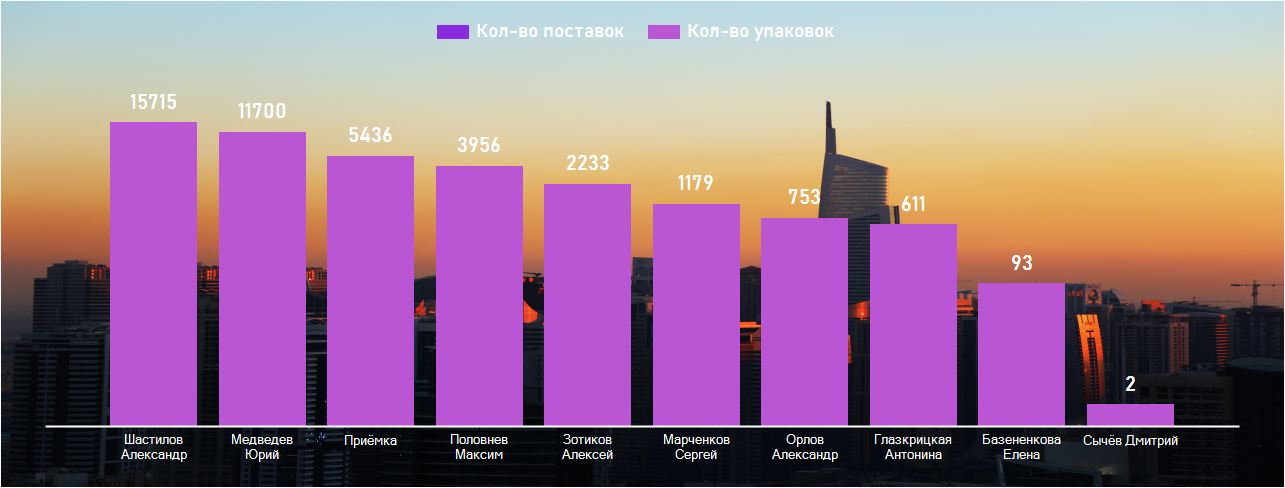 Кол-во поставок Кол-во упаковок
15715
11700
5436
3956
2233
1179
753
611
93
2
Шастилов
Александр
Медведев
Юрий
Приёмка
Половнев
Максим
Зотиков
Алексей
Марченков
Сергей
Орлов
Александр
Глазкрицкая
Антонина
Базененкова
Елена
Сычёв Дмитрий